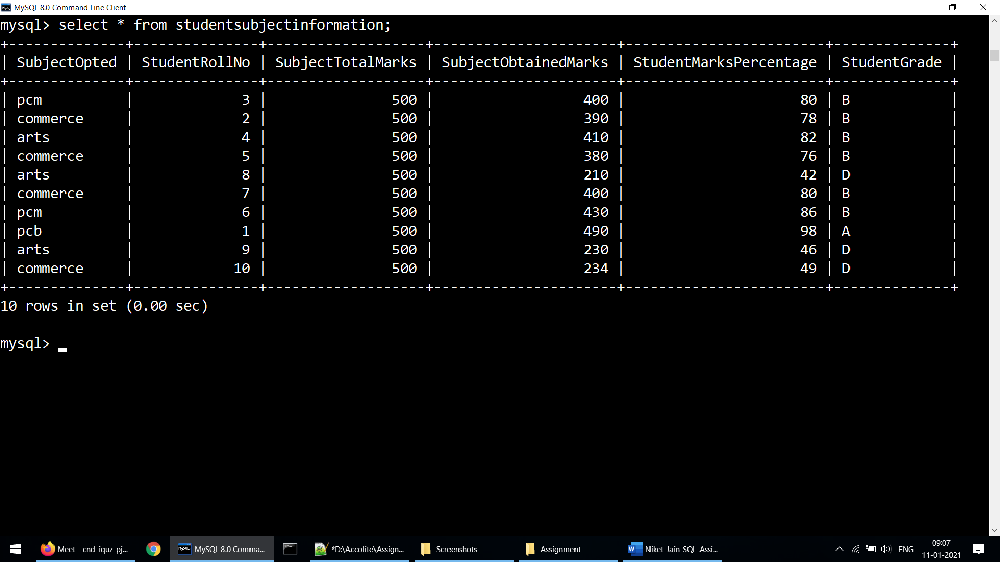 MySQL 8.0 Command Line Client
mysql> select * from studentsubjectinformation;
+--------------+---------------+-------------------+----------------------+------------------------+--------------+
| SubjectOpted | StudentRollNo | SubjectTotalMarks | SubjectObtainedMarks | StudentMarksPercentage | StudentGrade |
+--------------+---------------+-------------------+----------------------+------------------------+--------------+
| pcm          |             3 |               500 |                  400 |                     80 | B            |
| commerce     |             2 |               500 |                  390 |                     78 | B            |
| arts         |             4 |               500 |                  410 |                     82 | B            |
| commerce     |             5 |               500 |                  380 |                     76 | B            |
| arts         |             8 |               500 |                  210 |                     42 | D            |
| commerce     |             7 |               500 |                  400 |                     80 | B            |
| pcm          |             6 |               500 |                  430 |                     86 | B            |
| pcb          |             1 |               500 |                  490 |                     98 | A            |
| arts         |             9 |               500 |                  230 |                     46 | D            |
| commerce     |            10 |               500 |                  234 |                     49 | D            |
+--------------+---------------+-------------------+----------------------+------------------------+--------------+
10 rows in set (0.00 sec)
mysql>
Meet - cnd-iquz-pj... MySQL 8.0 Comma... *D:\Accolite\Assign... Screenshots Assignment Niket_Jain_SQL_Assi... ENG 09:07
11-01-2021